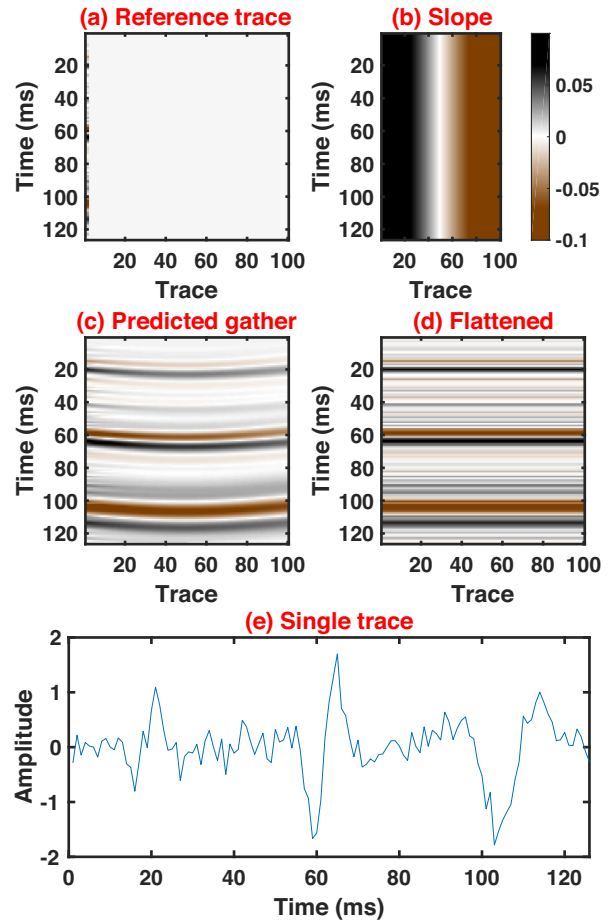 (a) Reference trace
(b) Slope
Time (ms)
20
40
60
80
100
120
20 40 60 80 100
Trace
Time (ms)
20
40
60
80
100
120
20 40 60 80 100
Trace
0.05
0
-0.05
-0.1
(c) Predicted gather
(d) Flattened
Time (ms)
20
40
60
80
100
120
20 40 60 80 100
Trace
Time (ms)
20
40
60
80
100
120
20 40 60 80 100
Trace
(e) Single trace
Amplitude
2
1
0
-1
-2
0 20 40 60 80 100 120
Time (ms)